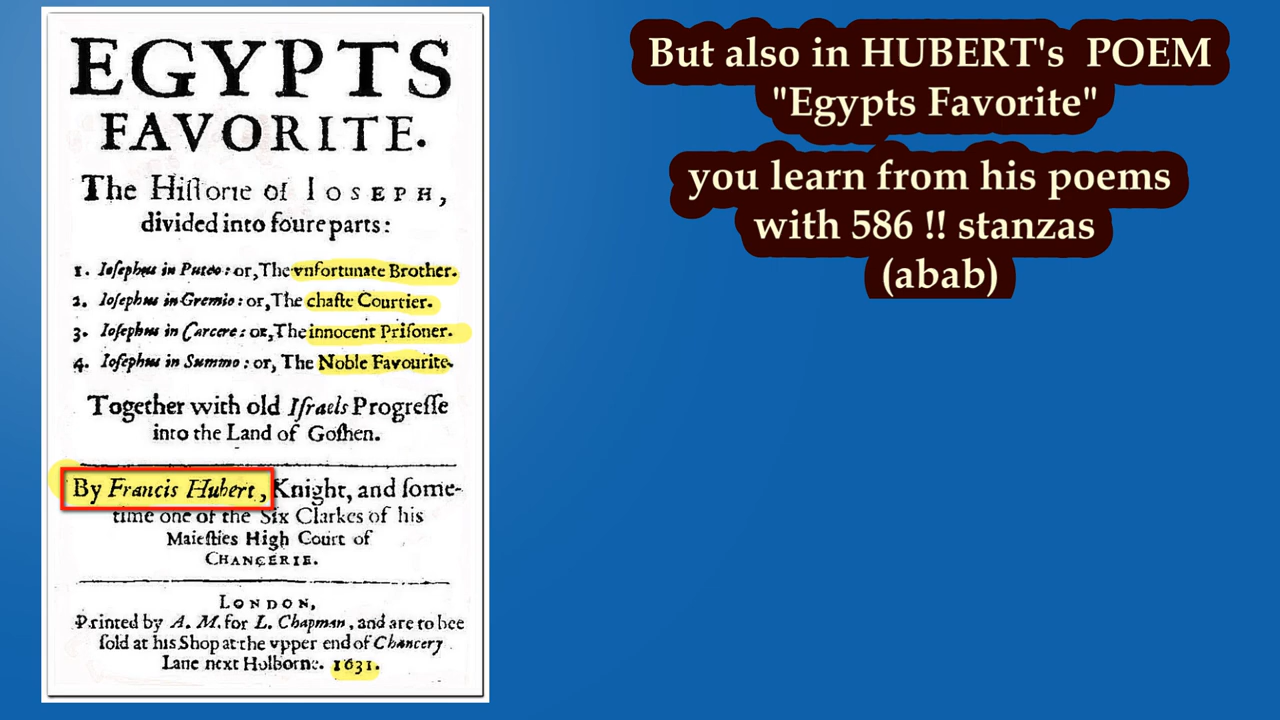 EGYPTS
FAVORITE.
The Hiſtorie of IOSEPH,
divided into foure parts:
1. Ioſephus in Puteo: or, The vnfortunate Brother.
2. Ioſephus in Gremio: or, The chaſte Courtier.
3. Ioſephus in Carcere: or, The innocent Priſoner.
4. Ioſephus in Summo: or, The Noble Favourite.
Together with old Iſraels Progreſſe
into the Land of Goſhen.
By Francis Hubert, Knight, and ſome-
time one of the Six Clarkes of his
Maieſties High Court of
CHANCERIE.
LONDON,
Printed by A. M. for L. Chapman, and are to bee
ſold at his Shop at the vpper end of Chancery
Lane next Holborne. 1631.
But also in HUBERT's POEM
"Egypts Favorite"
you learn from his poems
with 586 !! stanzas
(abab)